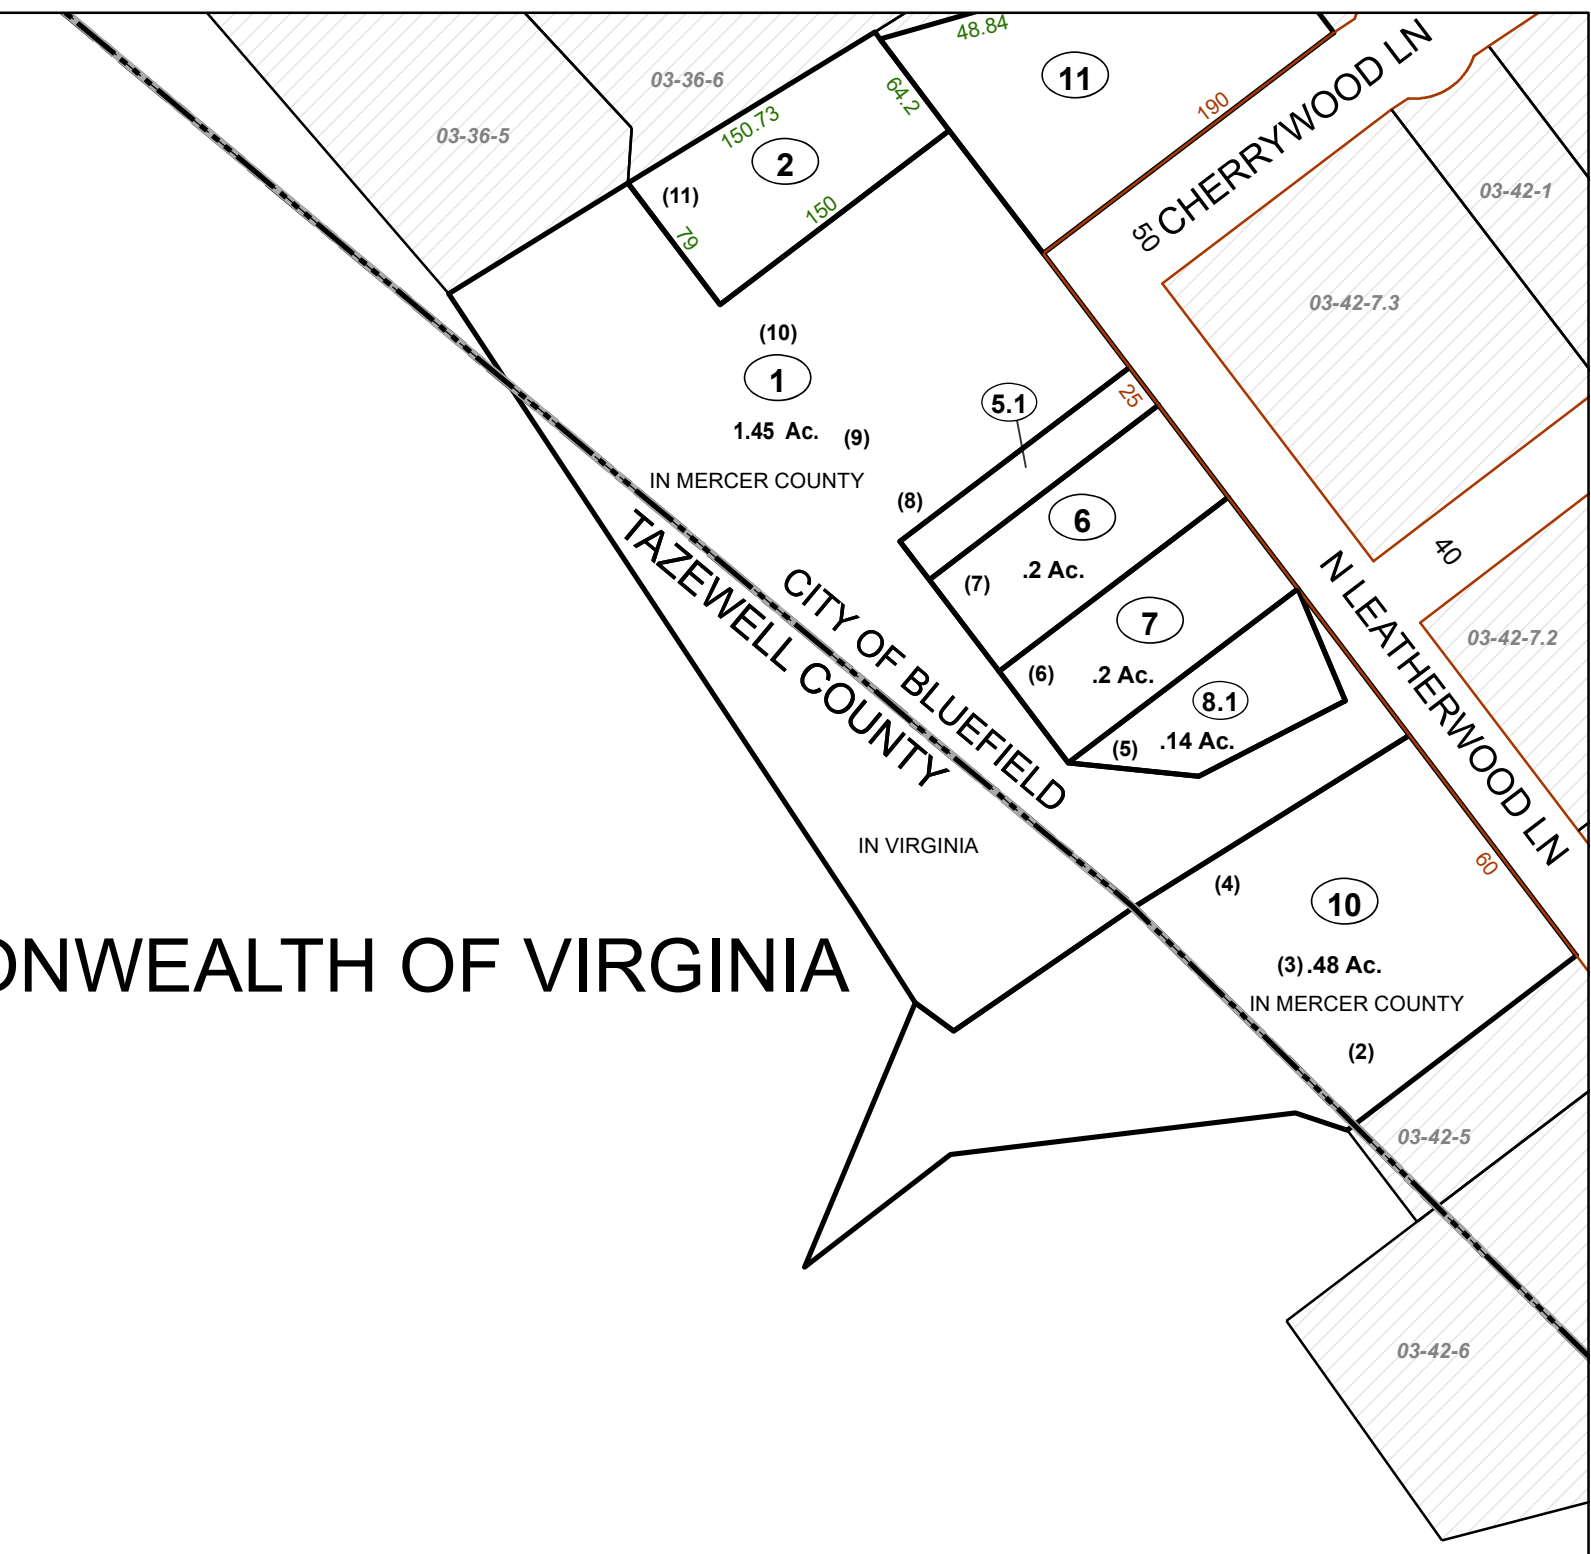 48.84
03-36-6
11
64.2
190
CHERRYWOOD LN
150.73
03-36-5
2
(11)
150
79
50
03-42-1
03-42-7.3
(10)
1
1.45 Ac.
(9)
IN MERCER COUNTY
5.1
25
(8)
6
.2 Ac.
(7)
40
N LEATHERWOOD LN
TAZEWELL COUNTY
CITY OF BLUEFIELD
7
.2 Ac.
(6)
03-42-7.2
8.1
.14 Ac.
(5)
IN VIRGINIA
60
(4)
10
(3) .48 Ac.
IN MERCER COUNTY
(2)
ONWEALTH OF VIRGINIA
03-42-5
03-42-6